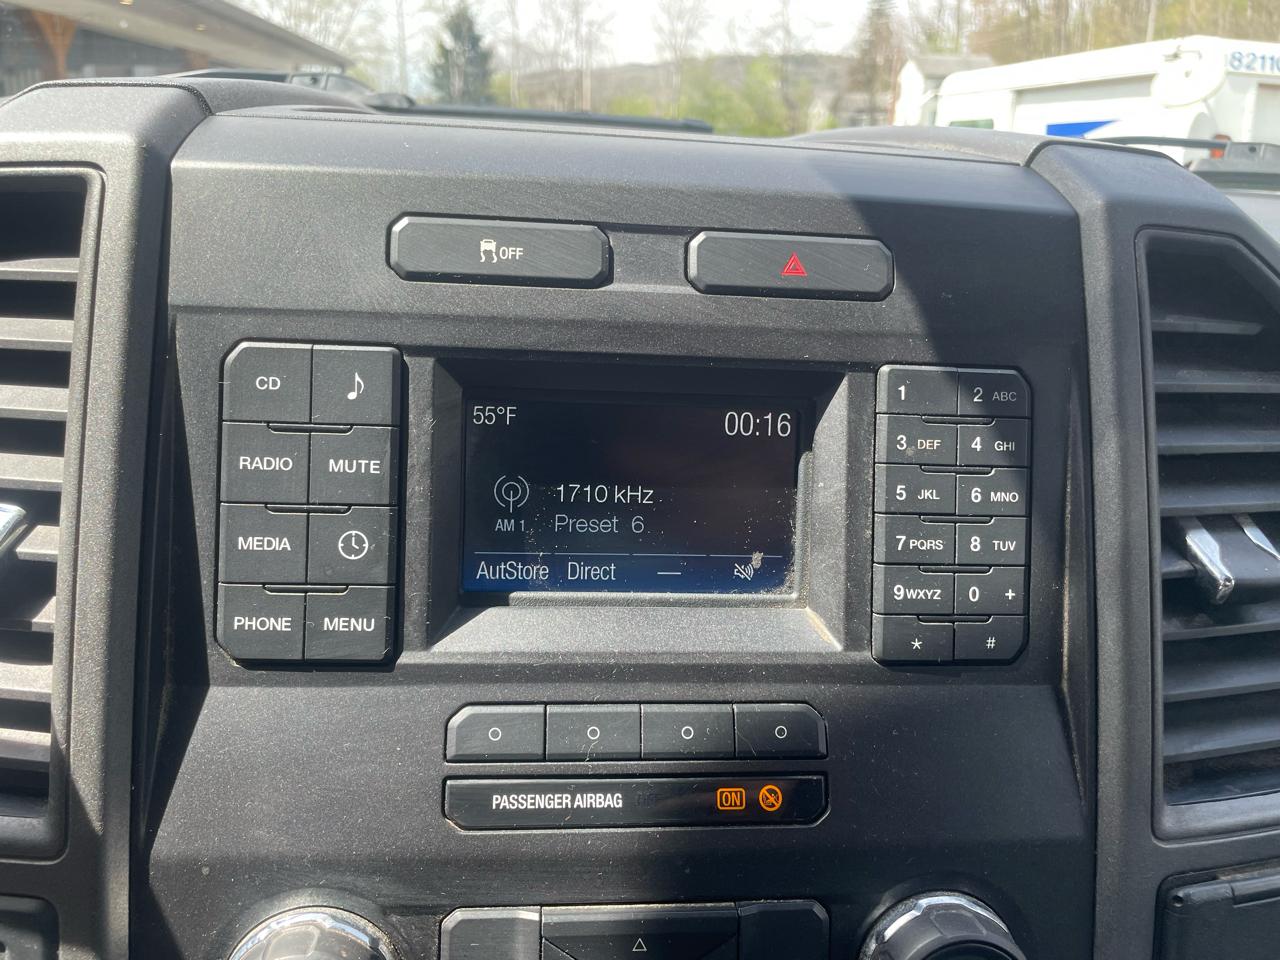 82110
OFF
CD
RADIO MUTE
MEDIA
PHONE MENU
55°F 00:16
1710 kHz
AM 1 Preset 6
AutStore Direct —
1 2 ABC
3 DEF 4 GHI
5 JKL 6 MNO
7 PQRS 8 TUV
9 WXYZ 0 +
* #
PASSENGER AIRBAG OFF ON